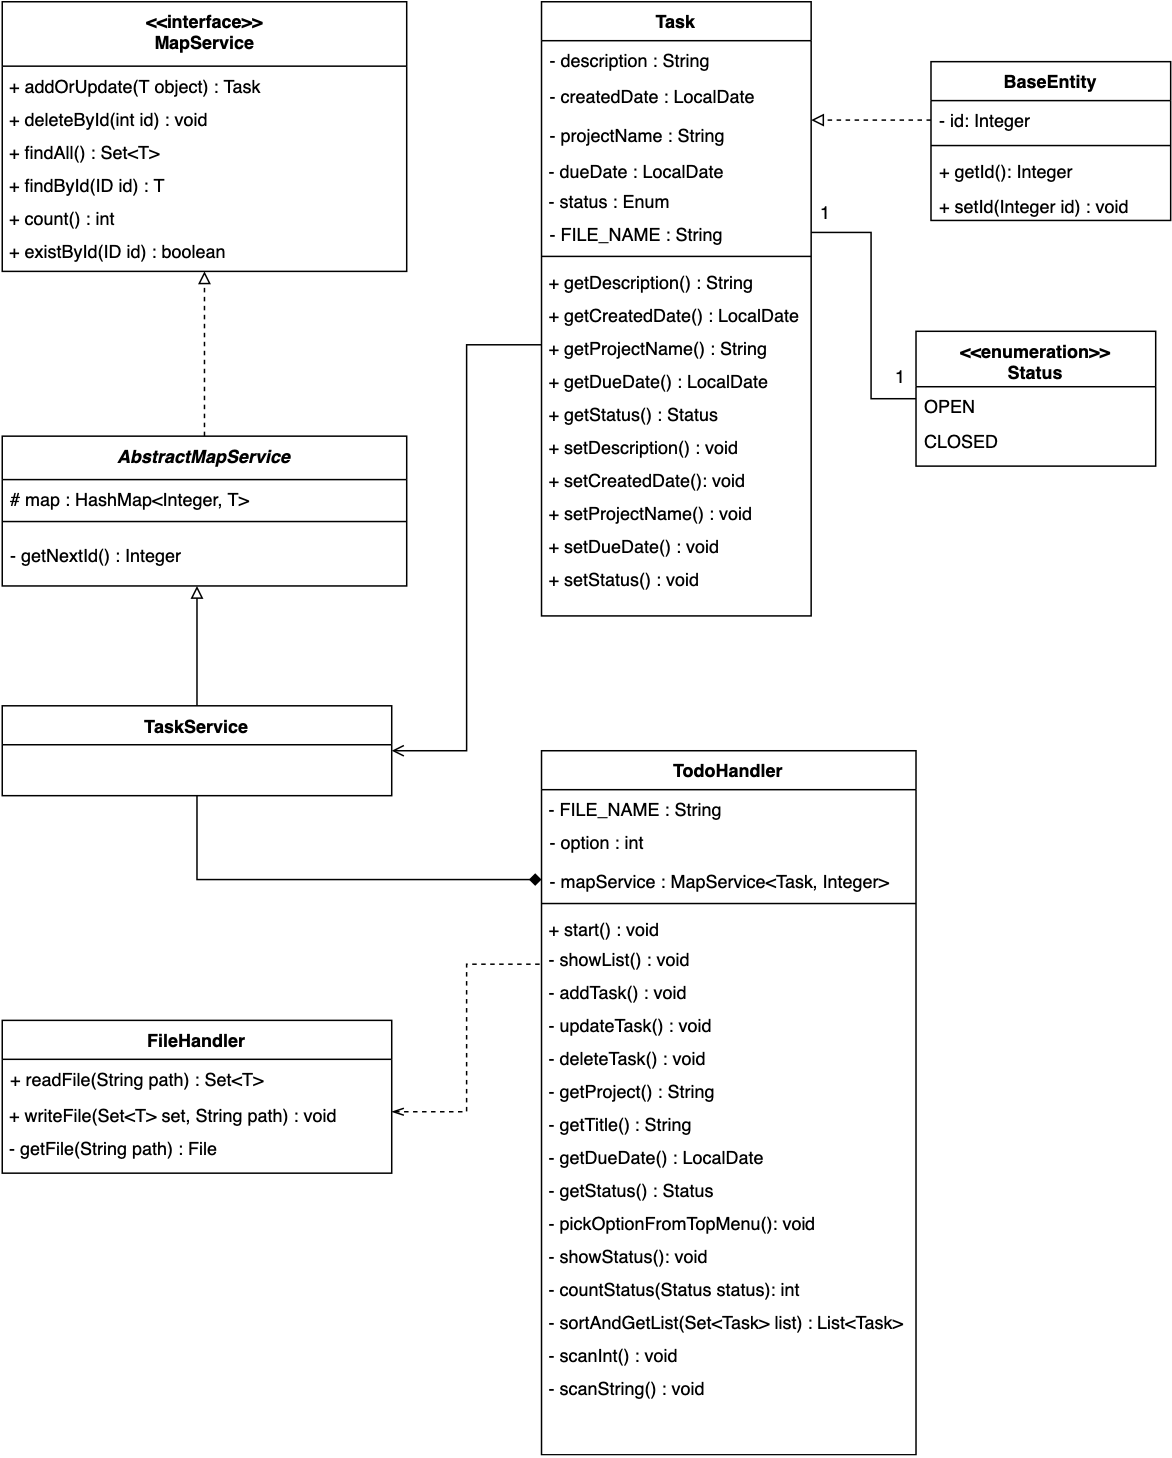 <<interface>>
MapService
+ addOrUpdate(T object) : Task
+ deleteById(int id) : void
+ findAll() : Set<T>
+ findById(ID id) : T
+ count() : int
+ existById(ID id) : boolean
AbstractMapService
# map : HashMap<Integer, T>
- getNextId() : Integer
TaskService
FileHandler
+ readFile(String path) : Set<T>
+ writeFile(Set<T> set, String path) : void
- getFile(String path) : File
Task
- description : String
- createdDate : LocalDate
- projectName : String
- dueDate : LocalDate
- status : Enum
- FILE_NAME : String
+ getDescription() : String
+ getCreatedDate() : LocalDate
+ getProjectName() : String
+ getDueDate() : LocalDate
+ getStatus() : Status
+ setDescription() : void
+ setCreatedDate(): void
+ setProjectName() : void
+ setDueDate() : void
+ setStatus() : void
BaseEntity
- id: Integer
+ getId(): Integer
+ setId(Integer id) : void
1
1
<<enumeration>>
Status
OPEN
CLOSED
TodoHandler
- FILE_NAME : String
- option : int
- mapService : MapService<Task, Integer>
+ start() : void
- showList() : void
- addTask() : void
- updateTask() : void
- deleteTask() : void
- getProject() : String
- getTitle() : String
- getDueDate() : LocalDate
- getStatus() : Status
- pickOptionFromTopMenu(): void
- showStatus(): void
- countStatus(Status status): int
- sortAndGetList(Set<Task> list) : List<Task>
- scanInt() : void
- scanString() : void